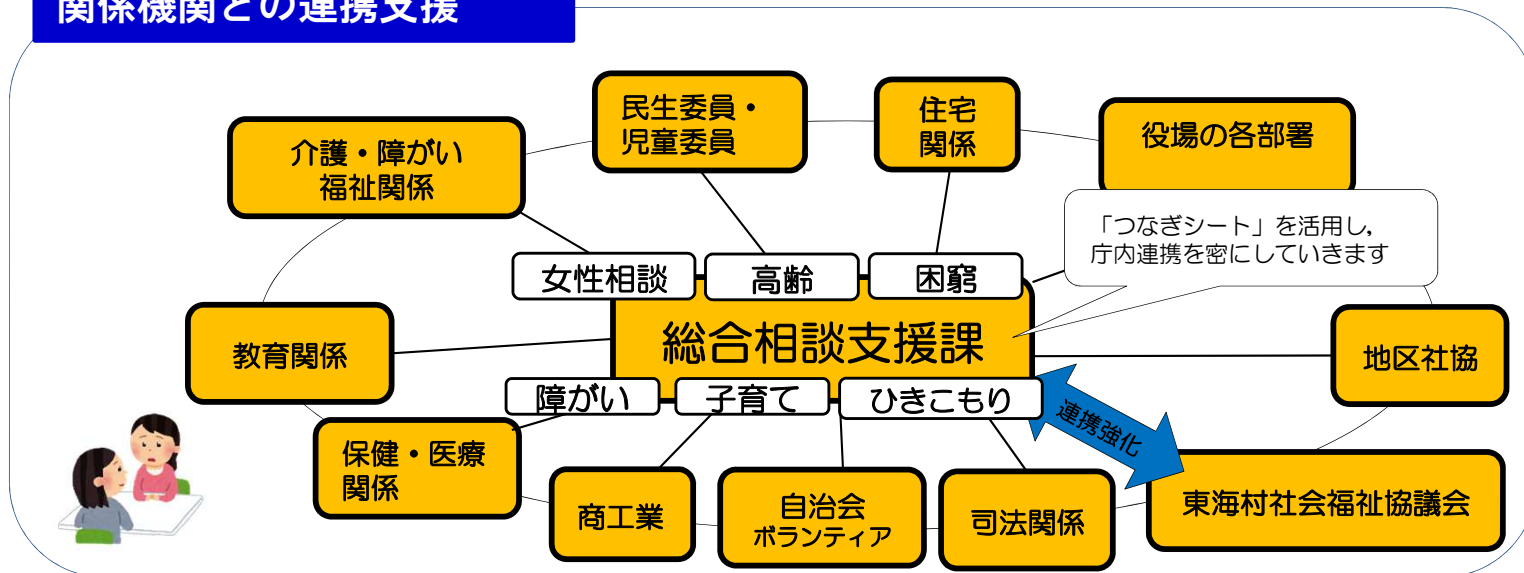 関係機関との連携支援
民生委員・
児童委員
住宅
関係
役場の各部署
介護・障がい
福祉関係
「つなぎシート」を活用し,
庁内連携を密にしていきます
女性相談
高齢
困窮
総合相談支援課
教育関係
地区社協
障がい
子育て
ひきこもり
連携強化
保健・医療
関係
商工業
自治会
ボランティア
司法関係
東海村社会福祉協議会